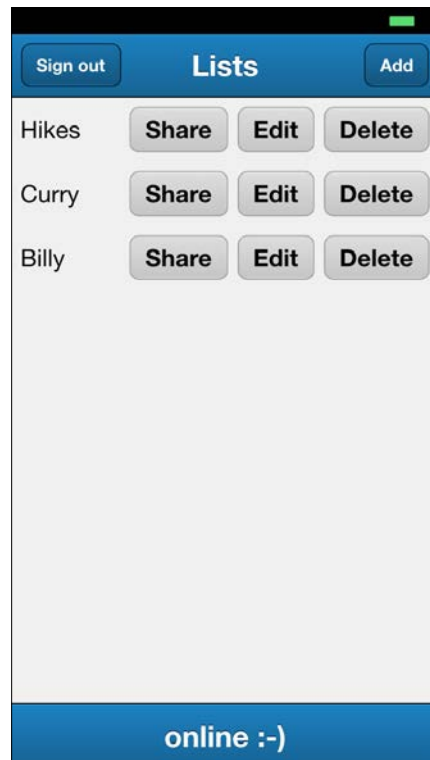 Sign out Lists Add
Hikes Share Edit Delete
Curry Share Edit Delete
Billy Share Edit Delete
online :-)